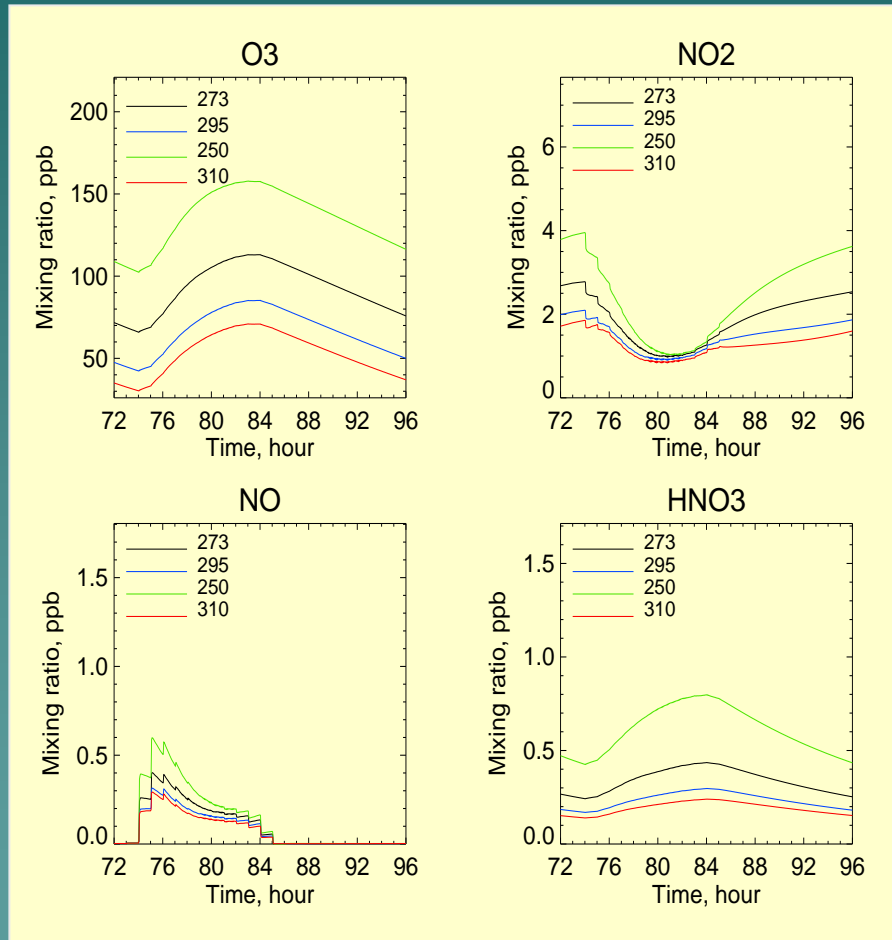 O3
Mixing ratio, ppb
200
150
100
50
273
295
250
310
72 76 80 84 88 92 96
Time, hour
NO2
Mixing ratio, ppb
6
4
2
0
273
295
250
310
72 76 80 84 88 92 96
Time, hour
NO
Mixing ratio, ppb
1.5
1.0
0.5
0.0
273
295
250
310
72 76 80 84 88 92 96
Time, hour
HNO3
Mixing ratio, ppb
1.5
1.0
0.5
0.0
273
295
250
310
72 76 80 84 88 92 96
Time, hour